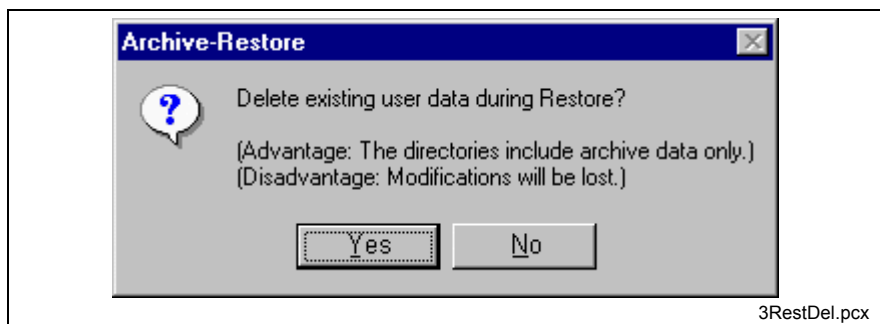 Archive-Restore
Delete existing user data during Restore?
(Advantage: The directories include archive data only.)
(Disadvantage: Modifications will be lost.)
Yes
No
3RestDel.pcx